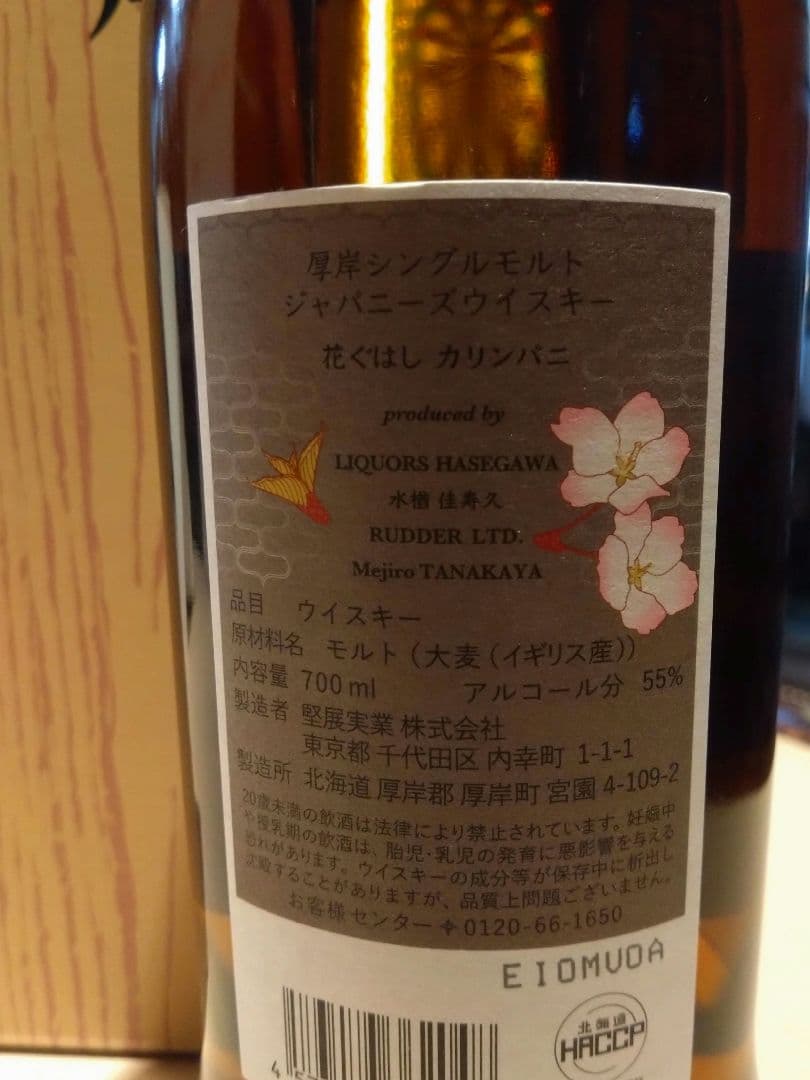 厚岸シングルモルト
ジャパニーズウイスキー
花ぐはし カリンパニ
produced by
LIQUORS HASEGAWA
水楢 佳寿久
RUDDER LTD.
Mejiro TANAKAYA
品目 ウイスキー
原材料名 モルト(大麦(イギリス産))
内容量 700ml アルコール分 55%
製造者 堅展実業 株式会社
東京都 千代田区 内幸町 1-1-1
製造所 北海道 厚岸郡 厚岸町 宮園 4-109-2
20歳未満の飲酒は法律により禁止されています。妊娠中
や授乳期の飲酒は、胎児・乳児の発育に悪影響を与える
恐れがあります。ウイスキーの成分等が保存中に析出し
沈殿することがありますが、品質上問題ございません。
お客様センター 0120-66-1650
EIOMVOA
北海道
HACCP